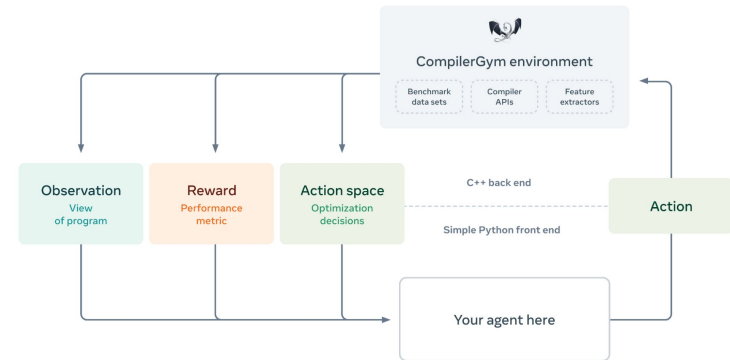 CompilerGym environment
Benchmark
data sets
Compiler
APIs
Feature
extractors
Observation
View
of program
Reward
Performance
metric
Action space
Optimization
decisions
C++ back end
Simple Python front end
Action
Your agent here